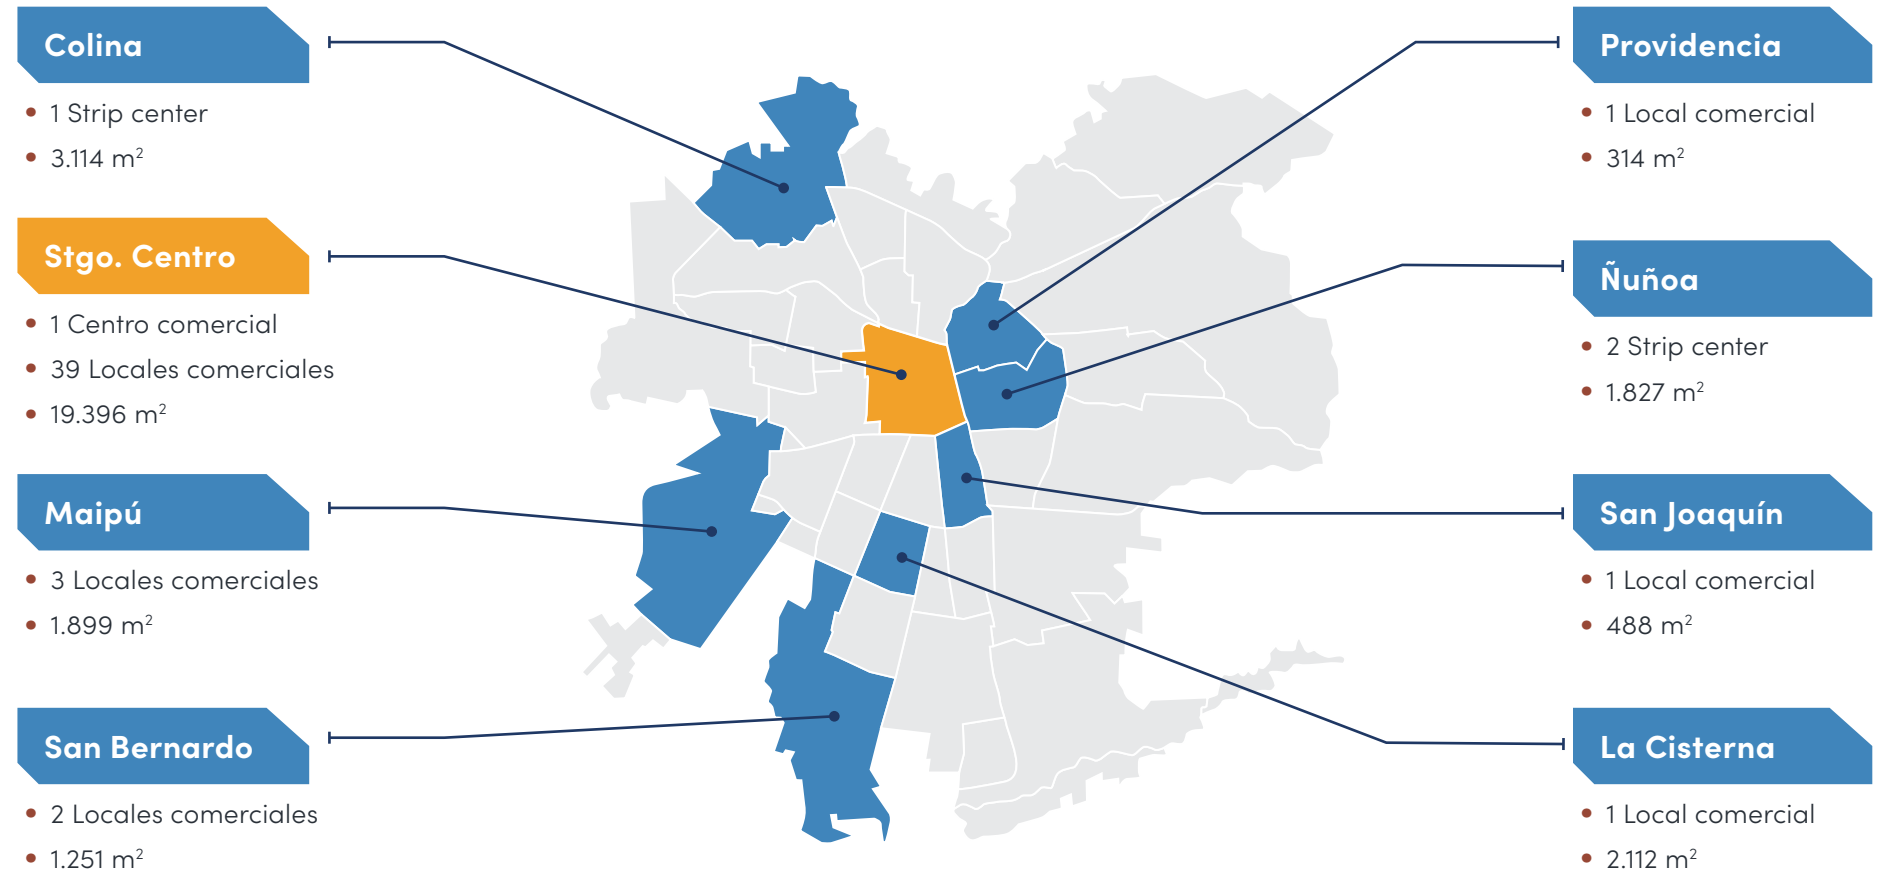 Colina
1 Strip center
3.114 m²
Stgo. Centro
1 Centro comercial
39 Locales comerciales
19.396 m²
Maipú
3 Locales comerciales
1.899 m²
San Bernardo
2 Locales comerciales
1.251 m²
Providencia
1 Local comercial
314 m²
Ñuñoa
2 Strip center
1.827 m²
San Joaquín
1 Local comercial
488 m²
La Cisterna
1 Local comercial
2.112 m²